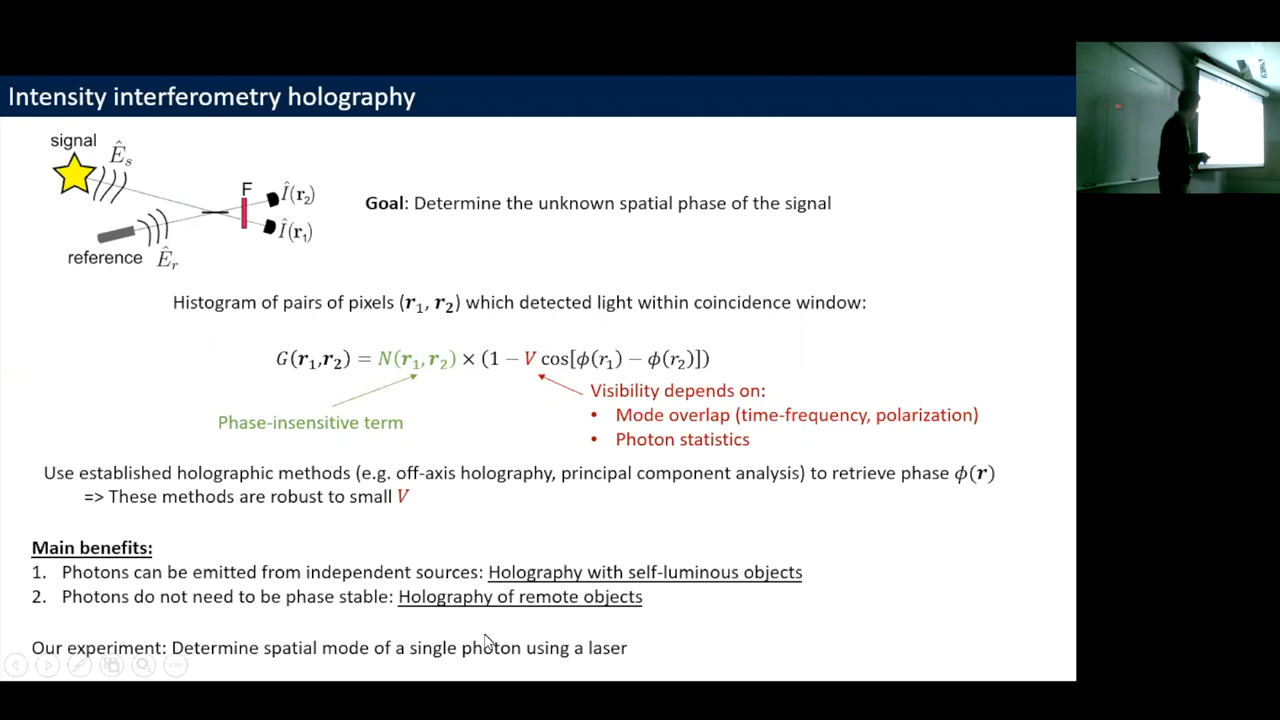 Intensity interferometry holography
signal
Ê_s
F
Î(r₂)
Î(r₁)
reference
Ê_r
Goal: Determine the unknown spatial phase of the signal
Histogram of pairs of pixels (r₁, r₂) which detected light within coincidence window:
G(r₁,r₂) = N(r₁, r₂) × (1 − V cos[ϕ(r₁) − ϕ(r₂)])
Phase-insensitive term
Visibility depends on:
• Mode overlap (time-frequency, polarization)
• Photon statistics
Use established holographic methods (e.g. off-axis holography, principal component analysis) to retrieve phase ϕ(r)
=> These methods are robust to small V
Main benefits:
1. Photons can be emitted from independent sources: Holography with self-luminous objects
2. Photons do not need to be phase stable: Holography of remote objects
Our experiment: Determine spatial mode of a single photon using a laser